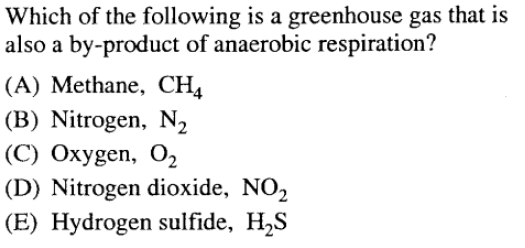 Which of the following is a greenhouse gas that is
also a by-product of anaerobic respiration?
(A) Methane, CH₄
(B) Nitrogen, N₂
(C) Oxygen, O₂
(D) Nitrogen dioxide, NO₂
(E) Hydrogen sulfide, H₂S